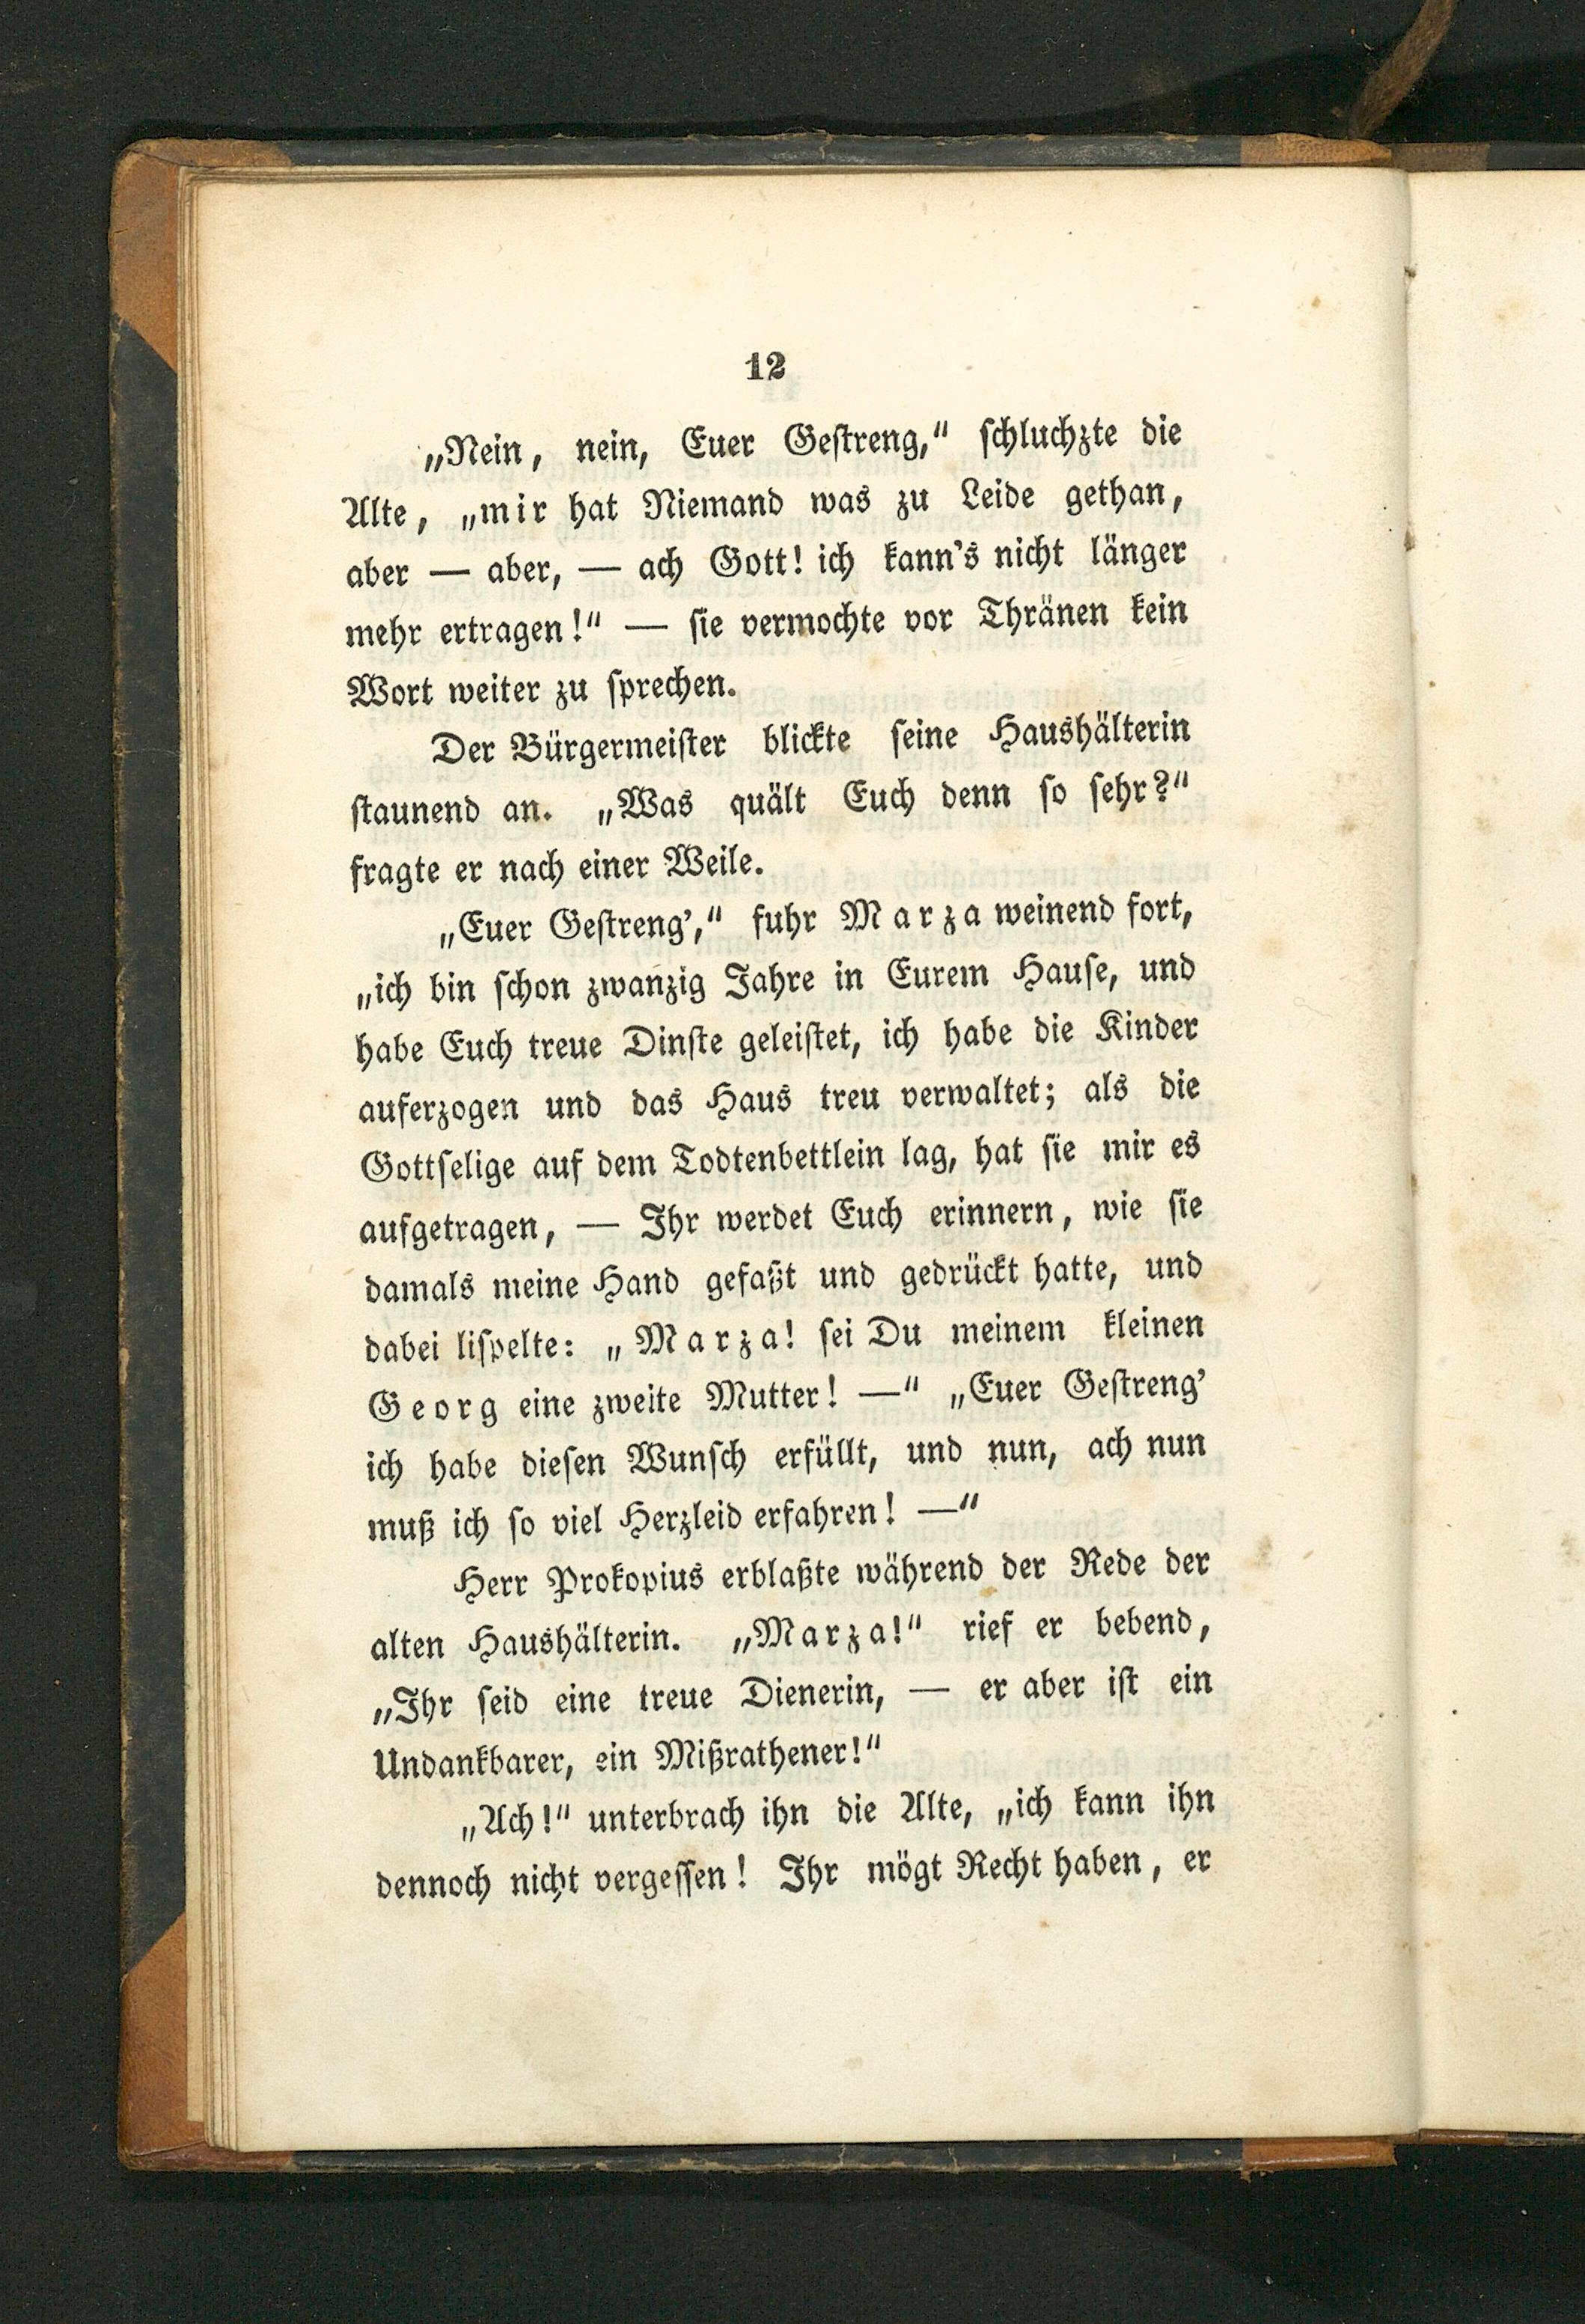 12
„Nein, nein, Euer Gestreng,“ schluchzte die
Alte, „mir hat Niemand was zu Leide gethan,
aber — aber, — ach Gott! ich kann's nicht länger
mehr ertragen!“ — sie vermochte vor Thränen kein
Wort weiter zu sprechen.
Der Bürgermeister blickte seine Haushälterin
staunend an. „Was quält Euch denn so sehr?“
fragte er nach einer Weile.
„Euer Gestreng',“ fuhr Marza weinend fort,
„ich bin schon zwanzig Jahre in Eurem Hause, und
habe Euch treue Dinste geleistet, ich habe die Kinder
auferzogen und das Haus treu verwaltet; als die
Gottselige auf dem Todtenbettlein lag, hat sie mir es
aufgetragen, — Ihr werdet Euch erinnern, wie sie
damals meine Hand gefaßt und gedrückt hatte, und
dabei lispelte: „Marza! sei Du meinem kleinen
Georg eine zweite Mutter! —“ „Euer Gestreng'
ich habe diesen Wunsch erfüllt, und nun, ach nun
muß ich so viel Herzleid erfahren! —“
Herr Prokopius erblaßte während der Rede der
alten Haushälterin. „Marza!“ rief er bebend,
„Ihr seid eine treue Dienerin, — er aber ist ein
Undankbarer, ein Mißrathener!“
„Ach!“ unterbrach ihn die Alte, „ich kann ihn
dennoch nicht vergessen! Ihr mögt Recht haben, er